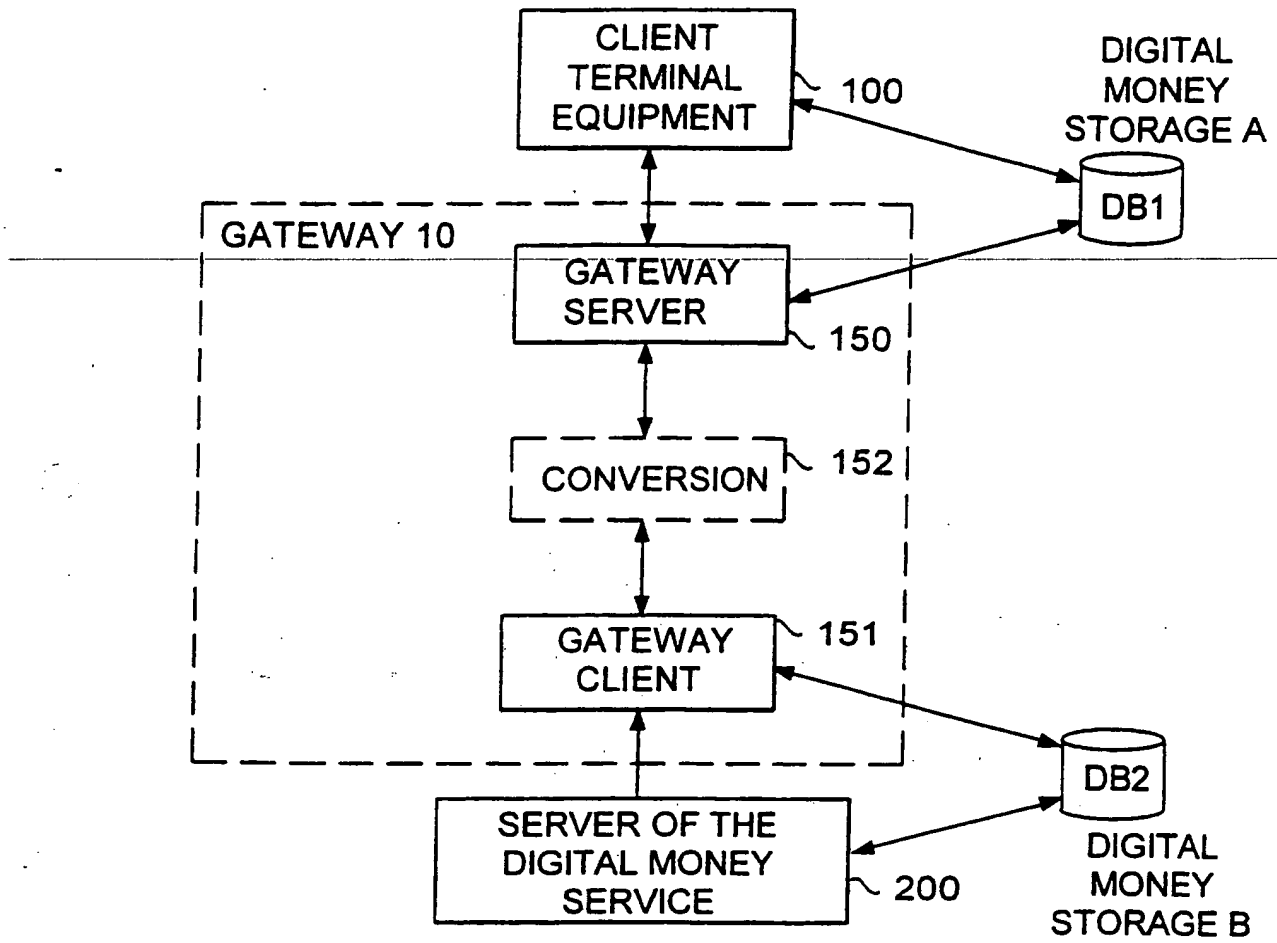 CLIENT
TERMINAL
EQUIPMENT
100
DIGITAL
MONEY
STORAGE A
DB1
GATEWAY 10
GATEWAY
SERVER
150
CONVERSION
152
GATEWAY
CLIENT
151
DB2
SERVER OF THE
DIGITAL MONEY
SERVICE
200
DIGITAL
MONEY
STORAGE B